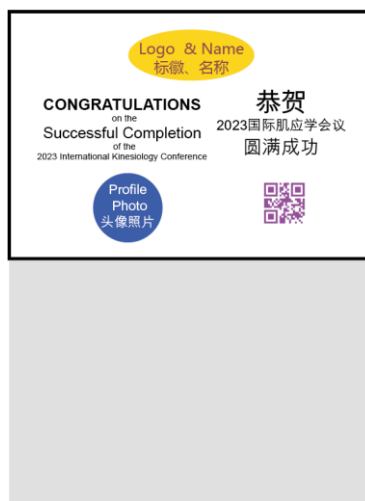 Logo & Name
标徽、名称
CONGRATULATIONS
on the
Successful Completion
of the
2023 International Kinesiology Conference
恭贺
2023国际肌应学会议
圆满成功
Profile
Photo
头像照片